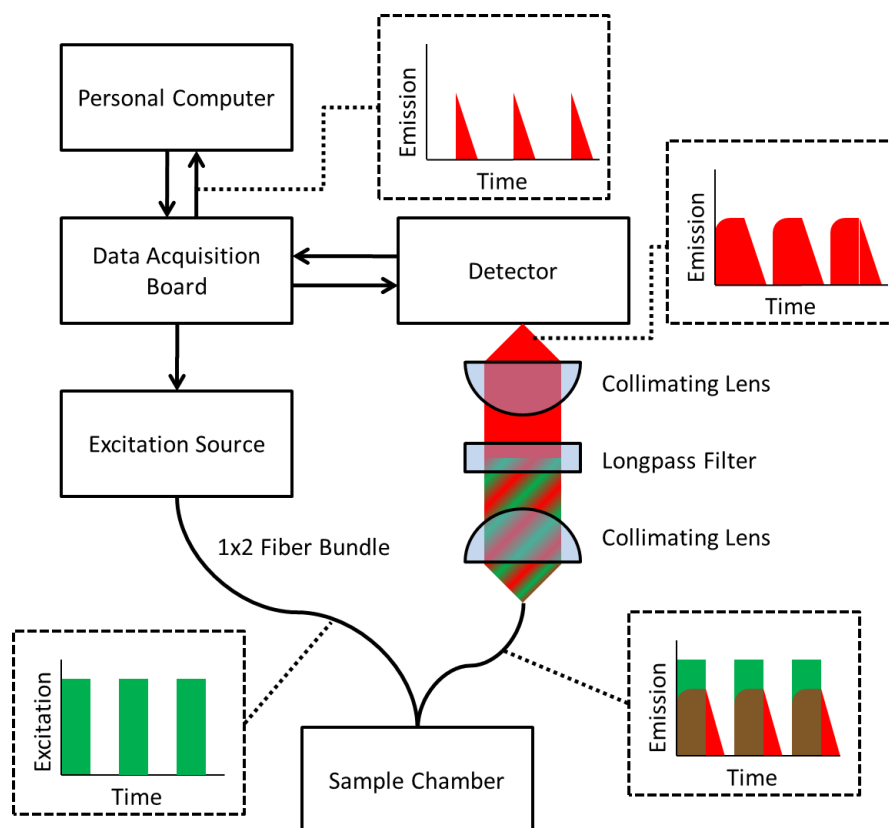 Personal Computer
Emission
Time
Emission
Time
Data Acquisition
Board
Detector
Collimating Lens
Excitation Source
Longpass Filter
1x2 Fiber Bundle
Collimating Lens
Excitation
Time
Emission
Time
Sample Chamber